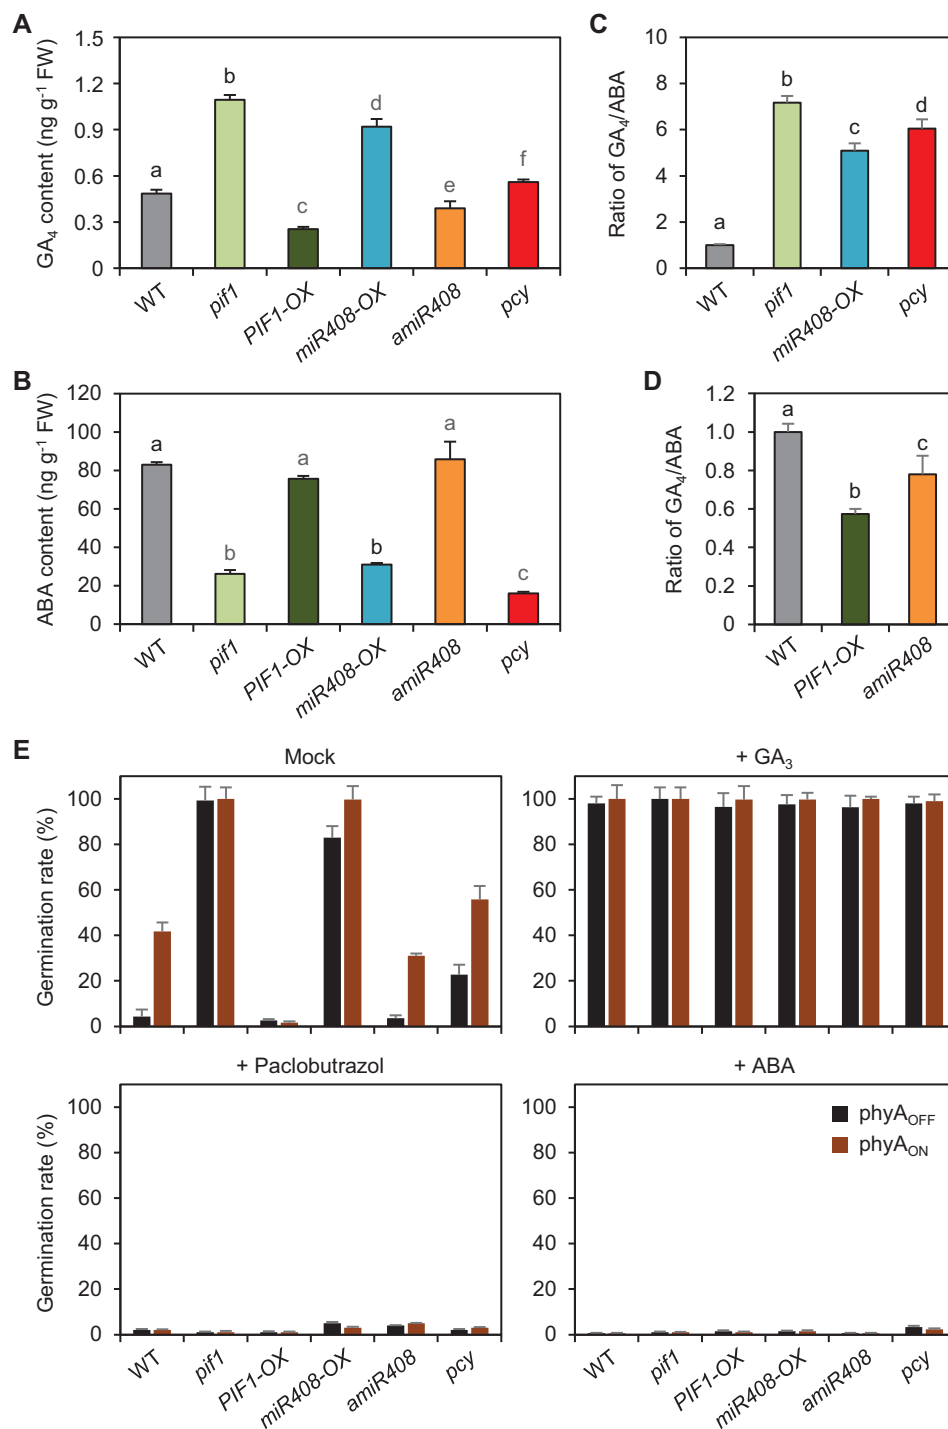 A
GA4 content (ng g-1 FW)
1.5
1.2
0.9
0.6
0.3
0
a
b
c
d
e
f
WT
pif1
PIF1-OX
miR408-OX
amiR408
pcy
C
Ratio of GA4/ABA
10
8
6
4
2
0
a
b
c
d
WT
pif1
miR408-OX
pcy
B
ABA content (ng g-1 FW)
120
100
80
60
40
20
0
a
b
a
b
a
c
WT
pif1
PIF1-OX
miR408-OX
amiR408
pcy
D
Ratio of GA4/ABA
1.2
1.0
0.8
0.6
0.4
0.2
0
a
b
c
WT
PIF1-OX
amiR408
E
Mock
Germination rate (%)
100
80
60
40
20
0
+ GA3
100
80
60
40
20
0
+ Paclobutrazol
Germination rate (%)
100
80
60
40
20
0
WT
pif1
PIF1-OX
miR408-OX
amiR408
pcy
+ ABA
100
80
60
40
20
0
phyAOFF
phyAON
WT
pif1
PIF1-OX
miR408-OX
amiR408
pcy